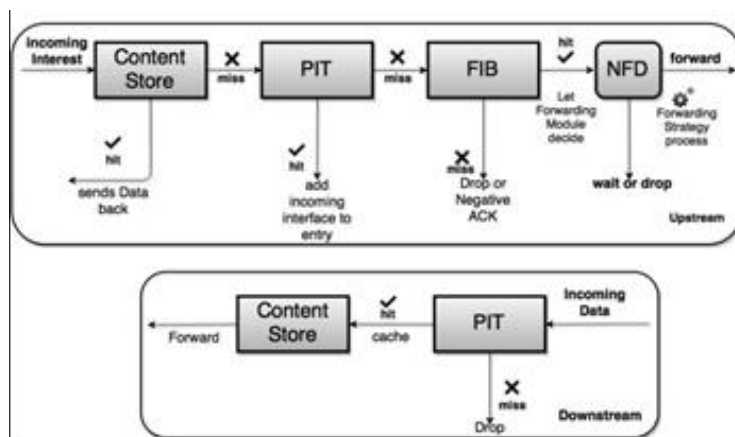 Incoming
Interest
Content
Store
miss
PIT
miss
FIB
hit
NFD
forward
Let
Forwarding
Module
decide
Forwarding
Strategy
process
hit
sends Data
back
hit
add
incoming
interface to
entry
miss
Drop or
Negative
ACK
wait or drop
Upstream
Forward
Content
Store
hit
cache
PIT
Incoming
Data
miss
Drop
Downstream